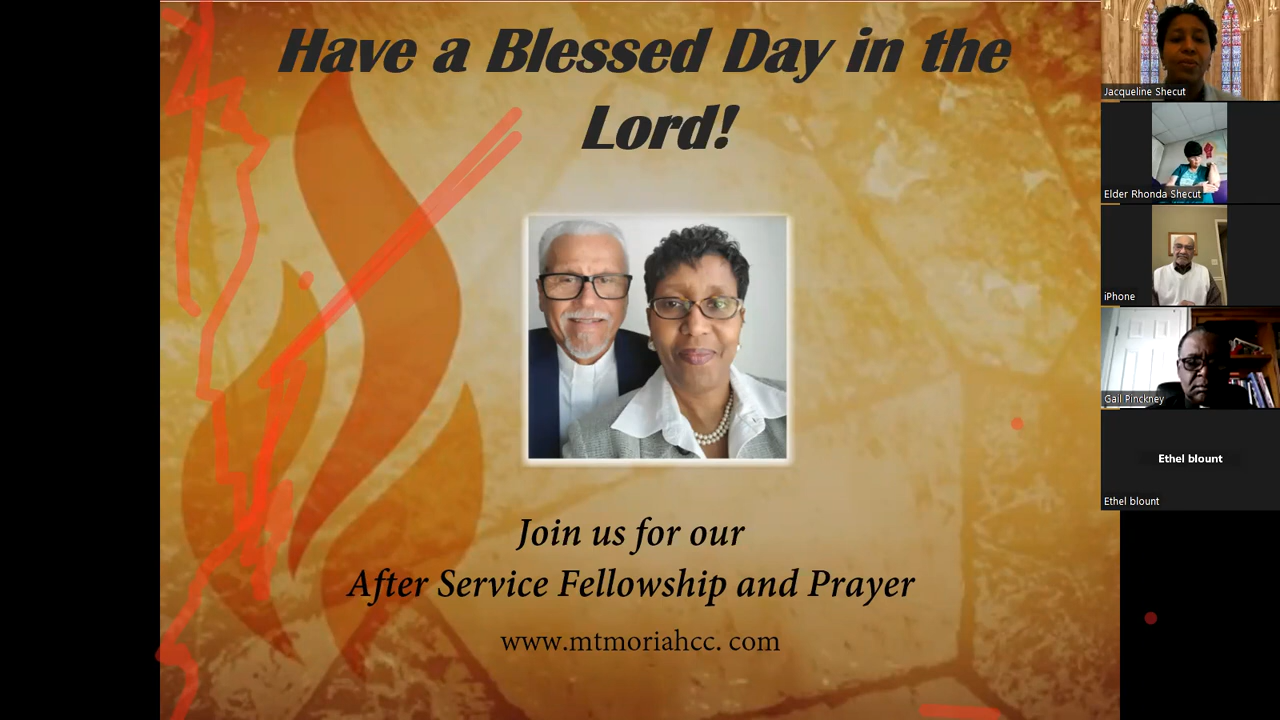 Have a Blessed Day in the
Lord!
Join us for our
After Service Fellowship and Prayer
www.mtmoriahcc. com
Jacqueline Shecut
Elder Rhonda Shecut
iPhone
Gail Pinckney
Ethel blount
Ethel blount